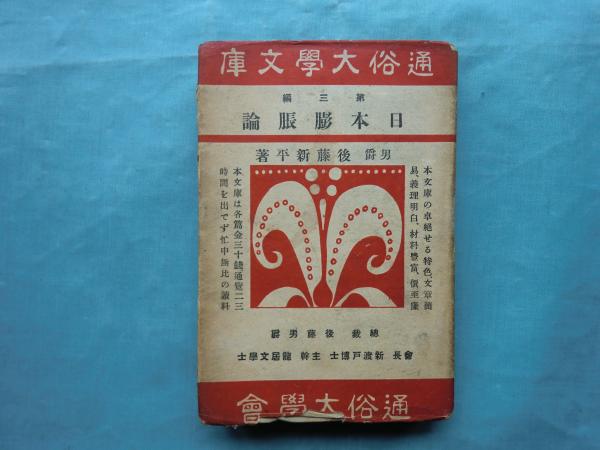 通俗大學文庫
第三編
日本膨脹論
男爵 後藤新平著
本文庫の卓絕せる特色、文章簡
易、義理明白、材料豐富、價至廉
本文庫は各篇金三十錢通覽二三
時間を出でず忙中無比の讀料
總裁 後藤男爵
會長 新渡戸博士 主幹 龍居文學士
通俗大學會